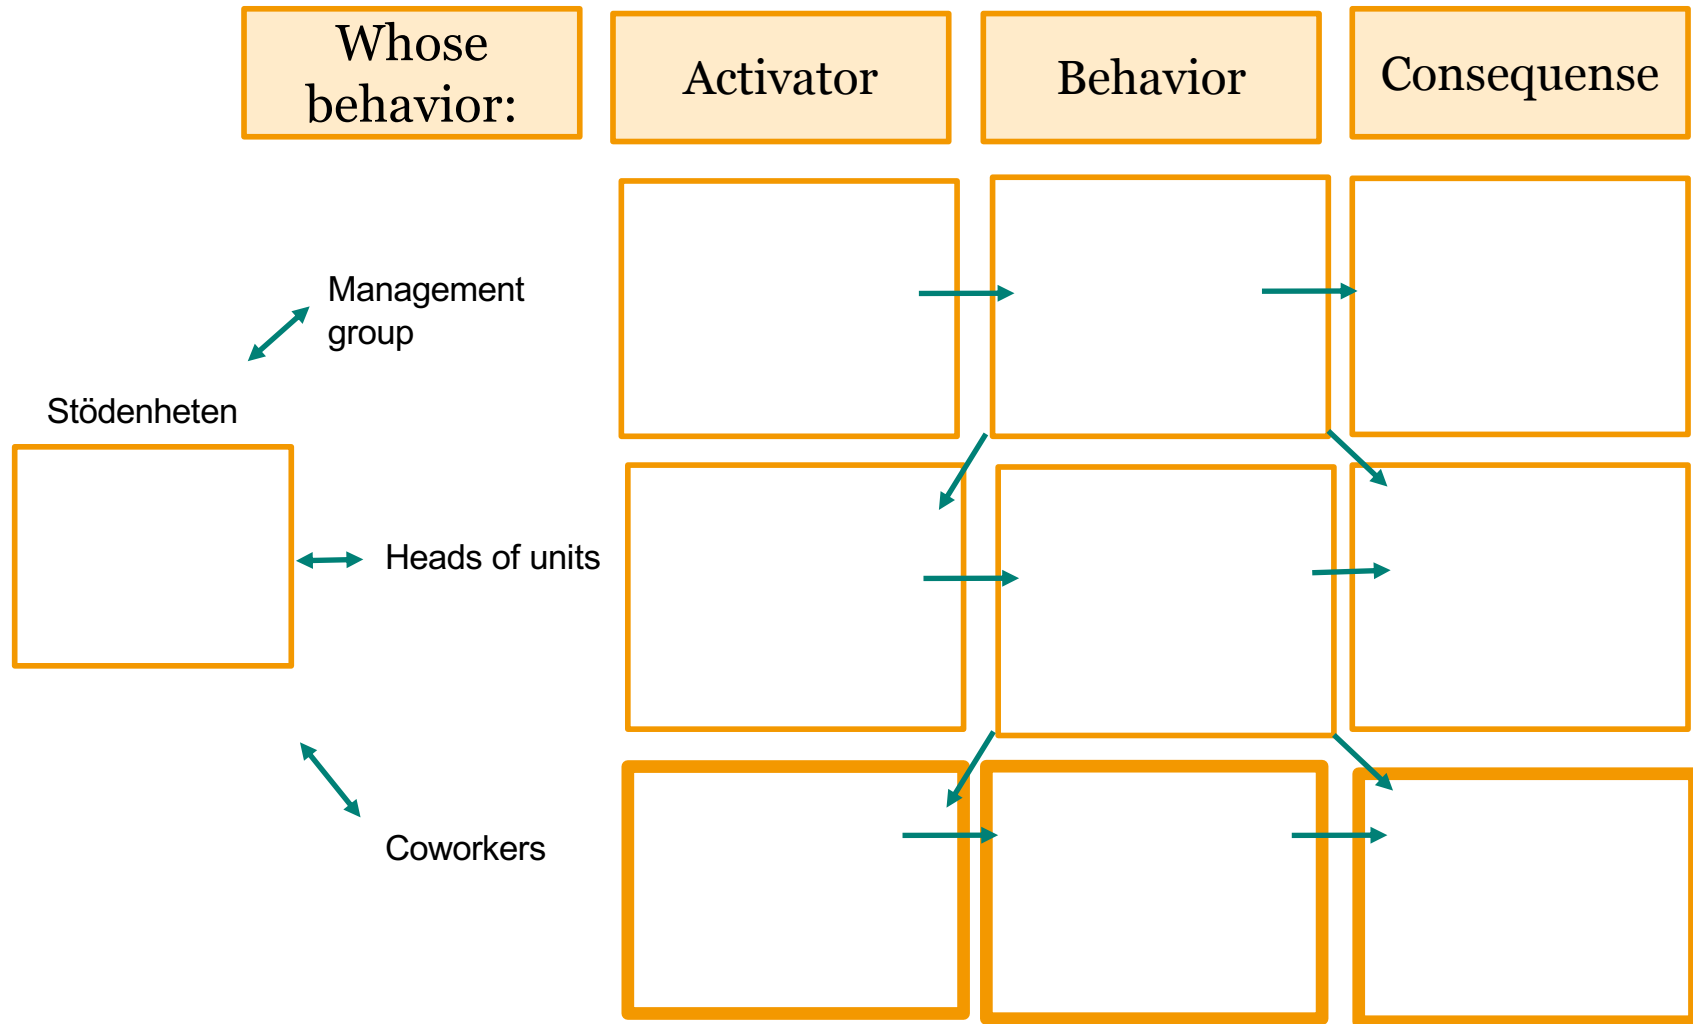 Whose
behavior:
Activator
Behavior
Consequense
Management
group
Stödenheten
Heads of units
Coworkers